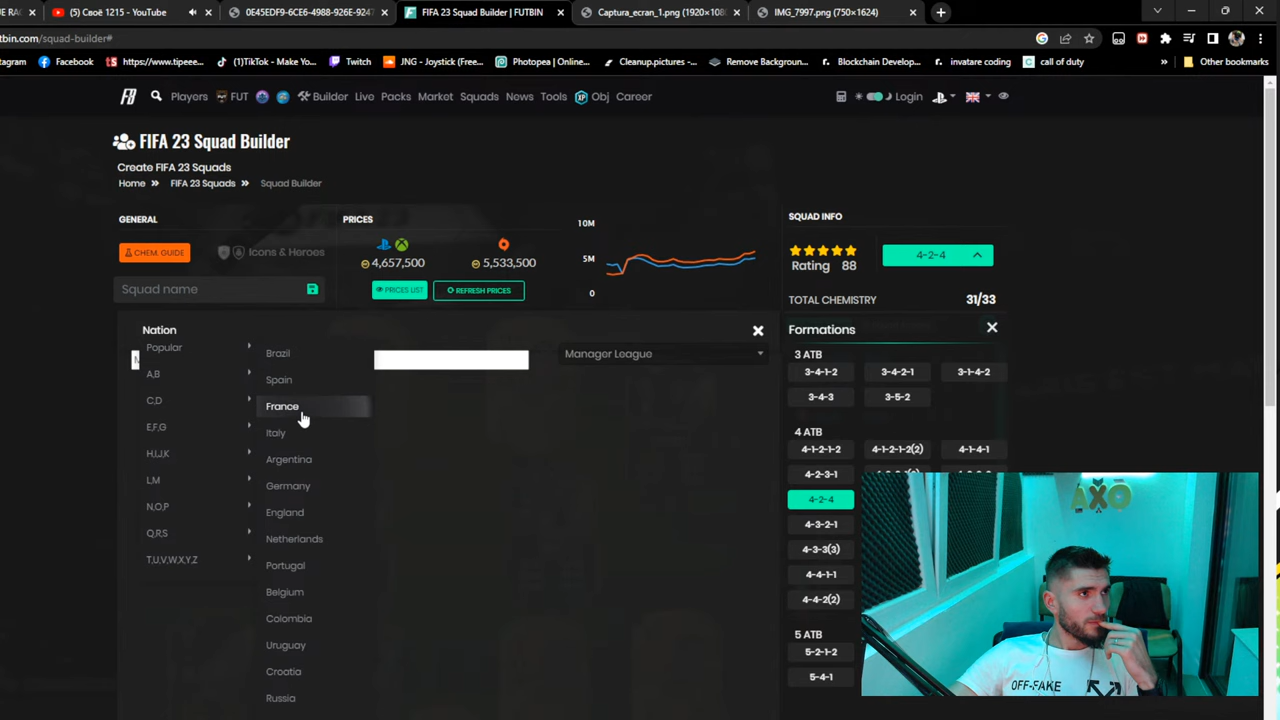 (5) Caoë 1215 - YouTube
0E45EDF9-6CE6-4988-926E-9247
FIFA 23 Squad Builder | FUTBIN
Captura_ecran_1.png (1920×108
IMG_7997.png (750×1624)
tbin.com/squad-builder#
tagram
Facebook
https://www.tipeee...
(1)TikTok - Make Yo...
Twitch
JNG - Joystick (Free...
Photopea | Online...
Cleanup.pictures -...
Remove Background...
Blockchain Develop...
invatare coding
call of duty
Other bookmarks
Players
FUT
Builder
Live
Packs
Market
Squads
News
Tools
Obj
Career
Login
FIFA 23 Squad Builder
Create FIFA 23 Squads
Home » FIFA 23 Squads » Squad Builder
GENERAL
CHEM. GUIDE
Icons & Heroes
Squad name
PRICES
4,657,500
5,533,500
PRICES LIST
REFRESH PRICES
10M
5M
0
SQUAD INFO
Rating 88
4-2-4
TOTAL CHEMISTRY 31/33
Nation
Popular
A,B
C,D
E,F,G
H,I,J,K
L,M
N,O,P
Q,R,S
T,U,V,W,X,Y,Z
Brazil
Spain
France
Italy
Argentina
Germany
England
Netherlands
Portugal
Belgium
Colombia
Uruguay
Croatia
Russia
Manager League
Formations
3 ATB
3-4-1-2
3-4-2-1
3-1-4-2
3-4-3
3-5-2
4 ATB
4-1-2-1-2
4-1-2-1-2(2)
4-1-4-1
4-2-3-1
4-2-4
4-3-2-1
4-3-3(3)
4-4-1-1
4-4-2(2)
5 ATB
5-2-1-2
5-4-1
AXO
OFF-FAKE